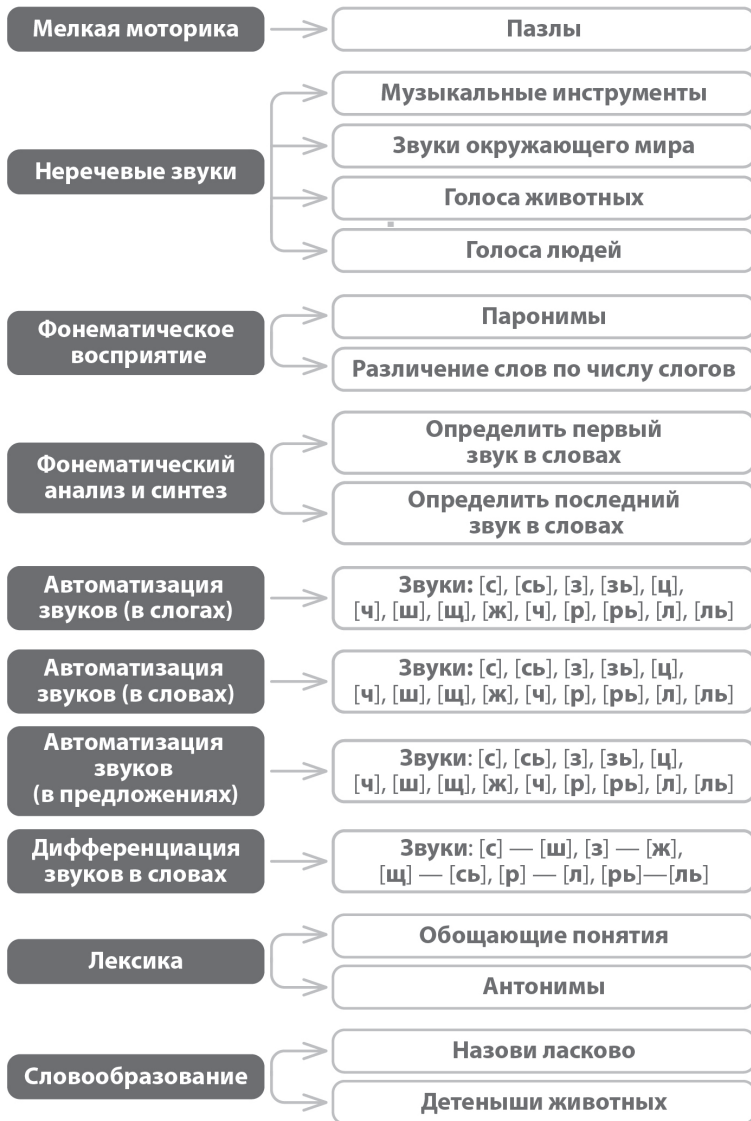 Мелкая моторика
Пазлы
Неречевые звуки
Музыкальные инструменты
Звуки окружающего мира
Голоса животных
Голоса людей
Фонематическое
восприятие
Паронимы
Различение слов по числу слогов
Фонематический
анализ и синтез
Определить первый
звук в словах
Определить последний
звук в словах
Автоматизация
звуков (в слогах)
Звуки: [с], [сь], [з], [зь], [ц],
[ч], [ш], [щ], [ж], [ч], [р], [рь], [л], [ль]
Автоматизация
звуков (в словах)
Звуки: [с], [сь], [з], [зь], [ц],
[ч], [ш], [щ], [ж], [ч], [р], [рь], [л], [ль]
Автоматизация
звуков
(в предложениях)
Звуки: [с], [сь], [з], [зь], [ц],
[ч], [ш], [щ], [ж], [ч], [р], [рь], [л], [ль]
Дифференциация
звуков в словах
Звуки: [с] — [ш], [з] — [ж],
[щ] — [сь], [р] — [л], [рь]—[ль]
Лексика
Обощающие понятия
Антонимы
Словообразование
Назови ласково
Детеныши животных